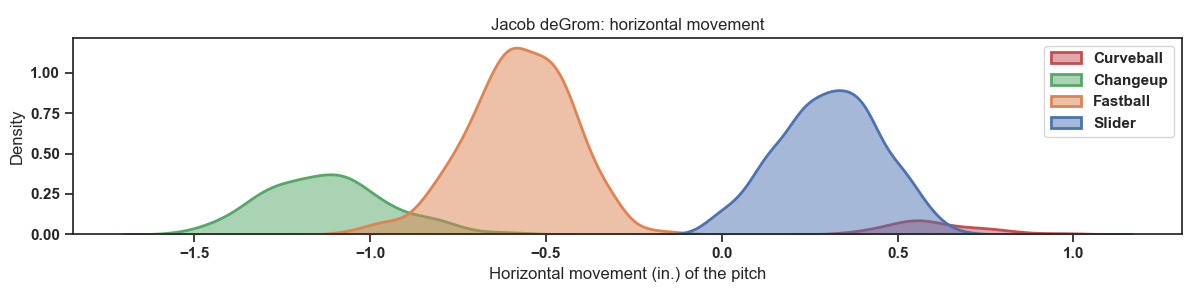 Jacob deGrom: horizontal movement
Curveball
Changeup
Fastball
Slider
Density
1.00
0.75
0.50
0.25
0.00
−1.5 −1.0 −0.5 0.0 0.5 1.0
Horizontal movement (in.) of the pitch